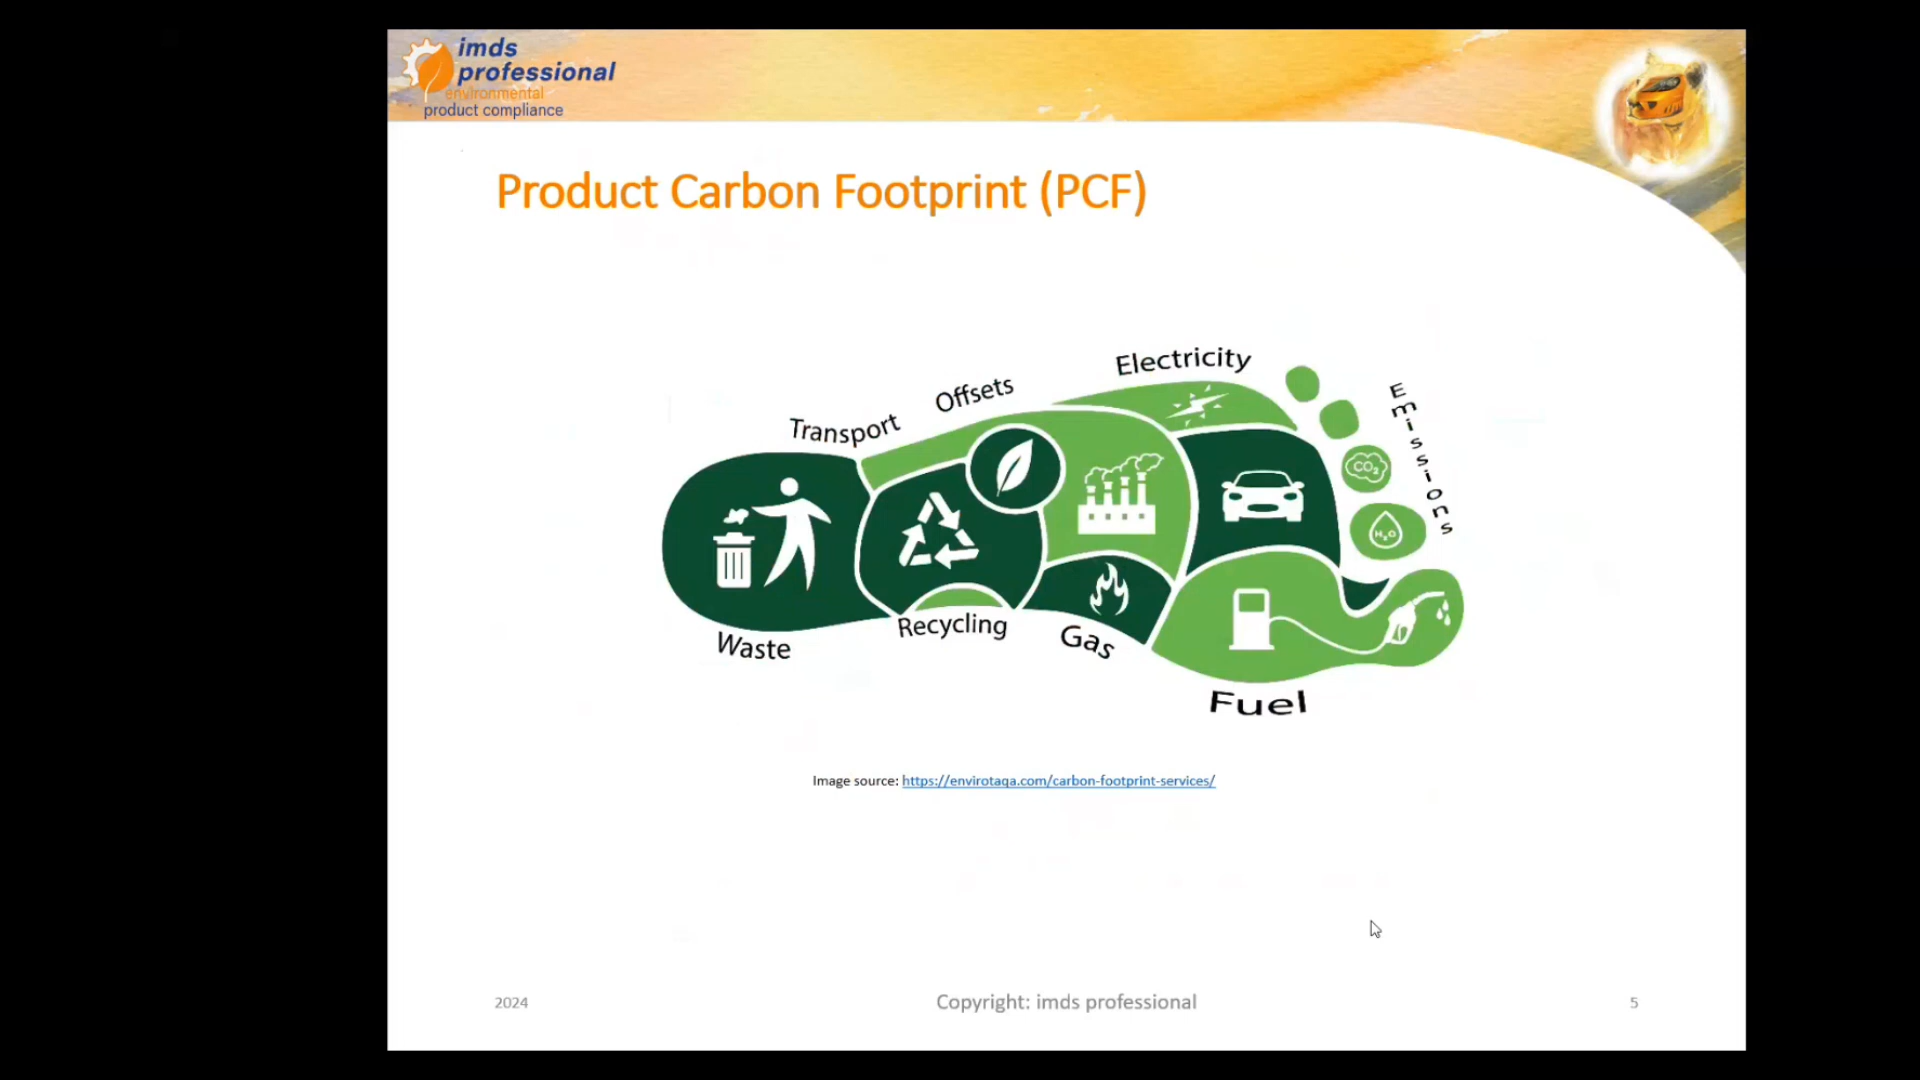 imds
professional
environmental
product compliance
Product Carbon Footprint (PCF)
Electricity
Offsets
Transport
Emissions
CO₂
H₂O
Waste
Recycling
Gas
Fuel
Image source: https://envirotaqa.com/carbon-footprint-services/
2024
Copyright: imds professional
5